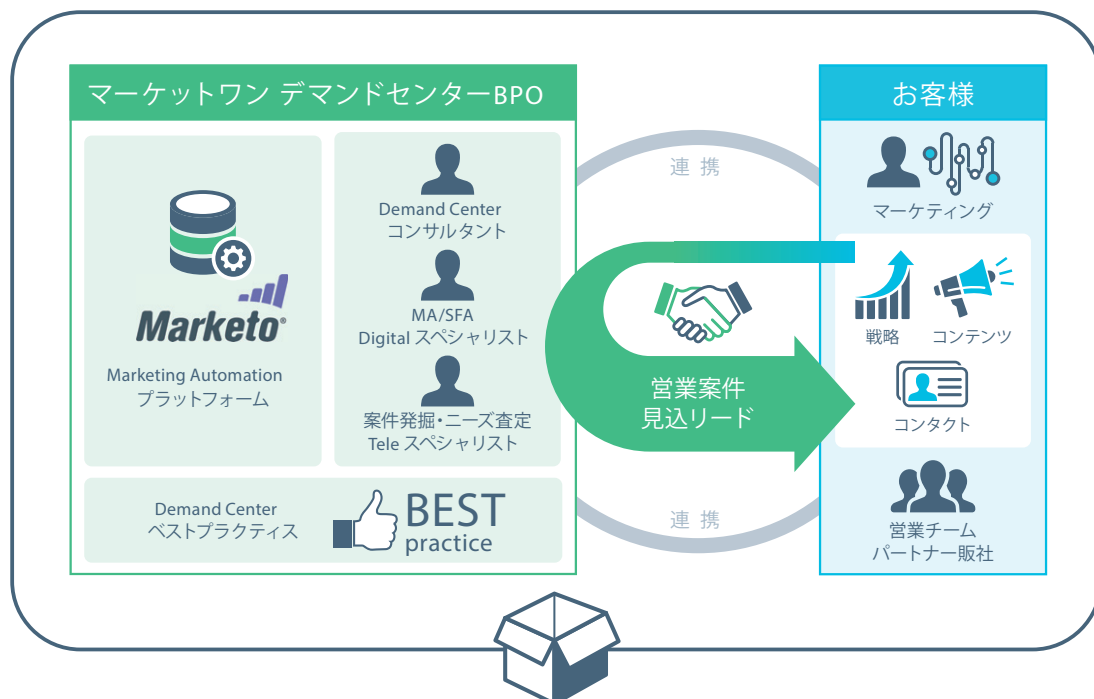 マーケットワン デマンドセンターBPO
Marketo®
Marketing Automation
プラットフォーム
Demand Center
コンサルタント
MA/SFA
Digital スペシャリスト
案件発掘・ニーズ査定
Tele スペシャリスト
Demand Center
ベストプラクティス
BEST
practice
連携
営業案件
見込リード
連携
お客様
マーケティング
戦略
コンテンツ
コンタクト
営業チーム
パートナー販社